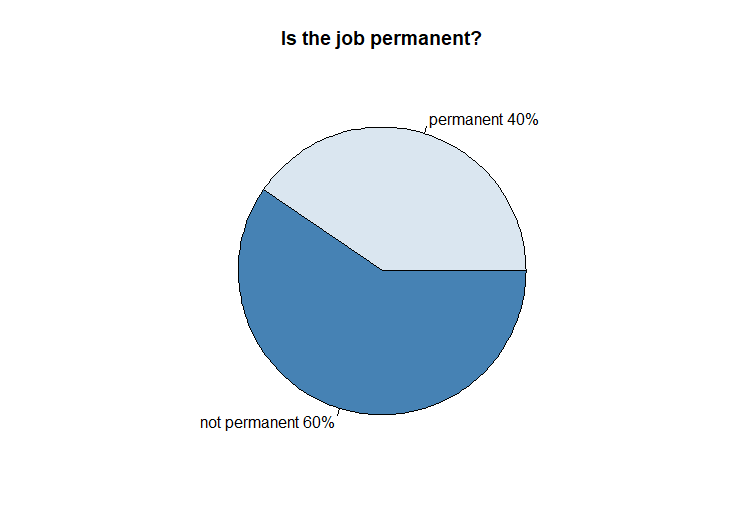 Is the job permanent?
permanent 40%
not permanent 60%